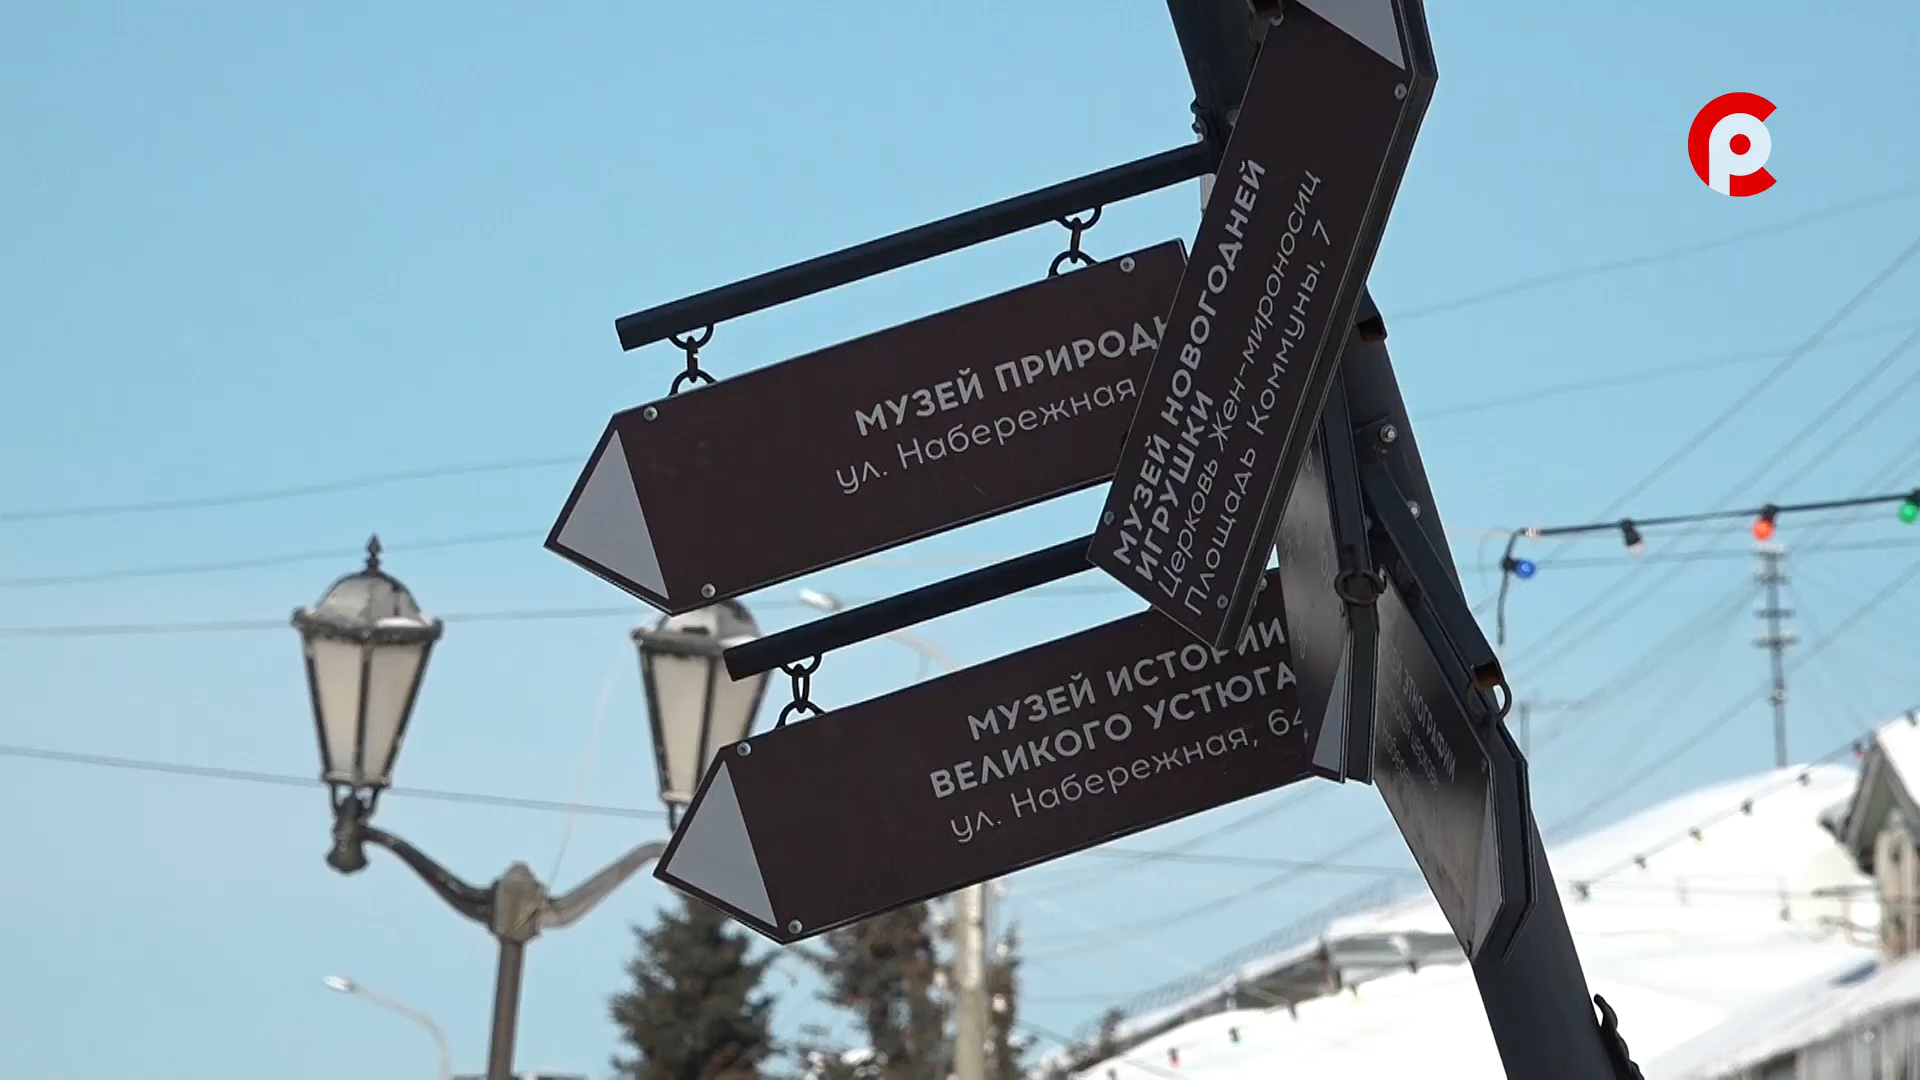 МУЗЕЙ ПРИРОДЫ
ул. Набережная
МУЗЕЙ НОВОГОДНЕЙ
ИГРУШКИ
Церковь Жен-мироносиц
Площадь Коммуны, 7
МУЗЕЙ ИСТОРИИ
ВЕЛИКОГО УСТЮГА
ул. Набережная, 64
ЭТНОГРАФИИ